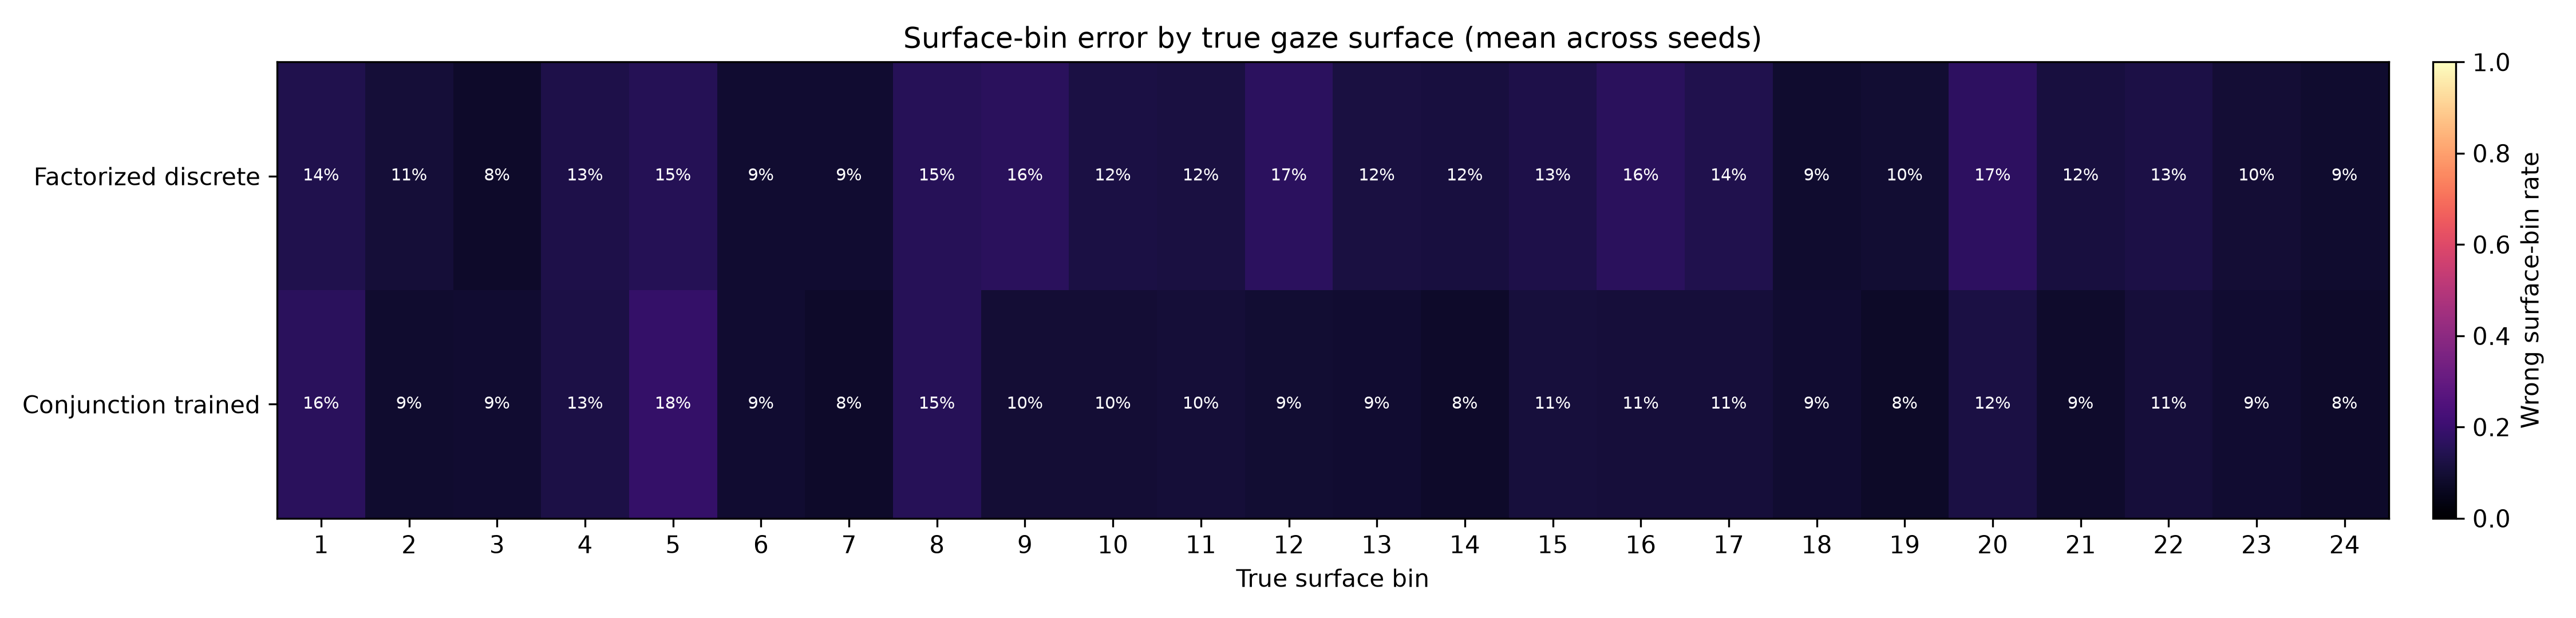 Surface-bin error by true gaze surface (mean across seeds)
Factorized discrete
14% 11% 8% 13% 15% 9% 9% 15% 16% 12% 12% 17% 12% 12% 13% 16% 14% 9% 10% 17% 12% 13% 10% 9%
Conjunction trained
16% 9% 9% 13% 18% 9% 8% 15% 10% 10% 10% 9% 9% 8% 11% 11% 11% 9% 8% 12% 9% 11% 9% 8%
1 2 3 4 5 6 7 8 9 10 11 12 13 14 15 16 17 18 19 20 21 22 23 24
True surface bin
1.0
0.8
0.6
0.4
0.2
0.0
Wrong surface-bin rate